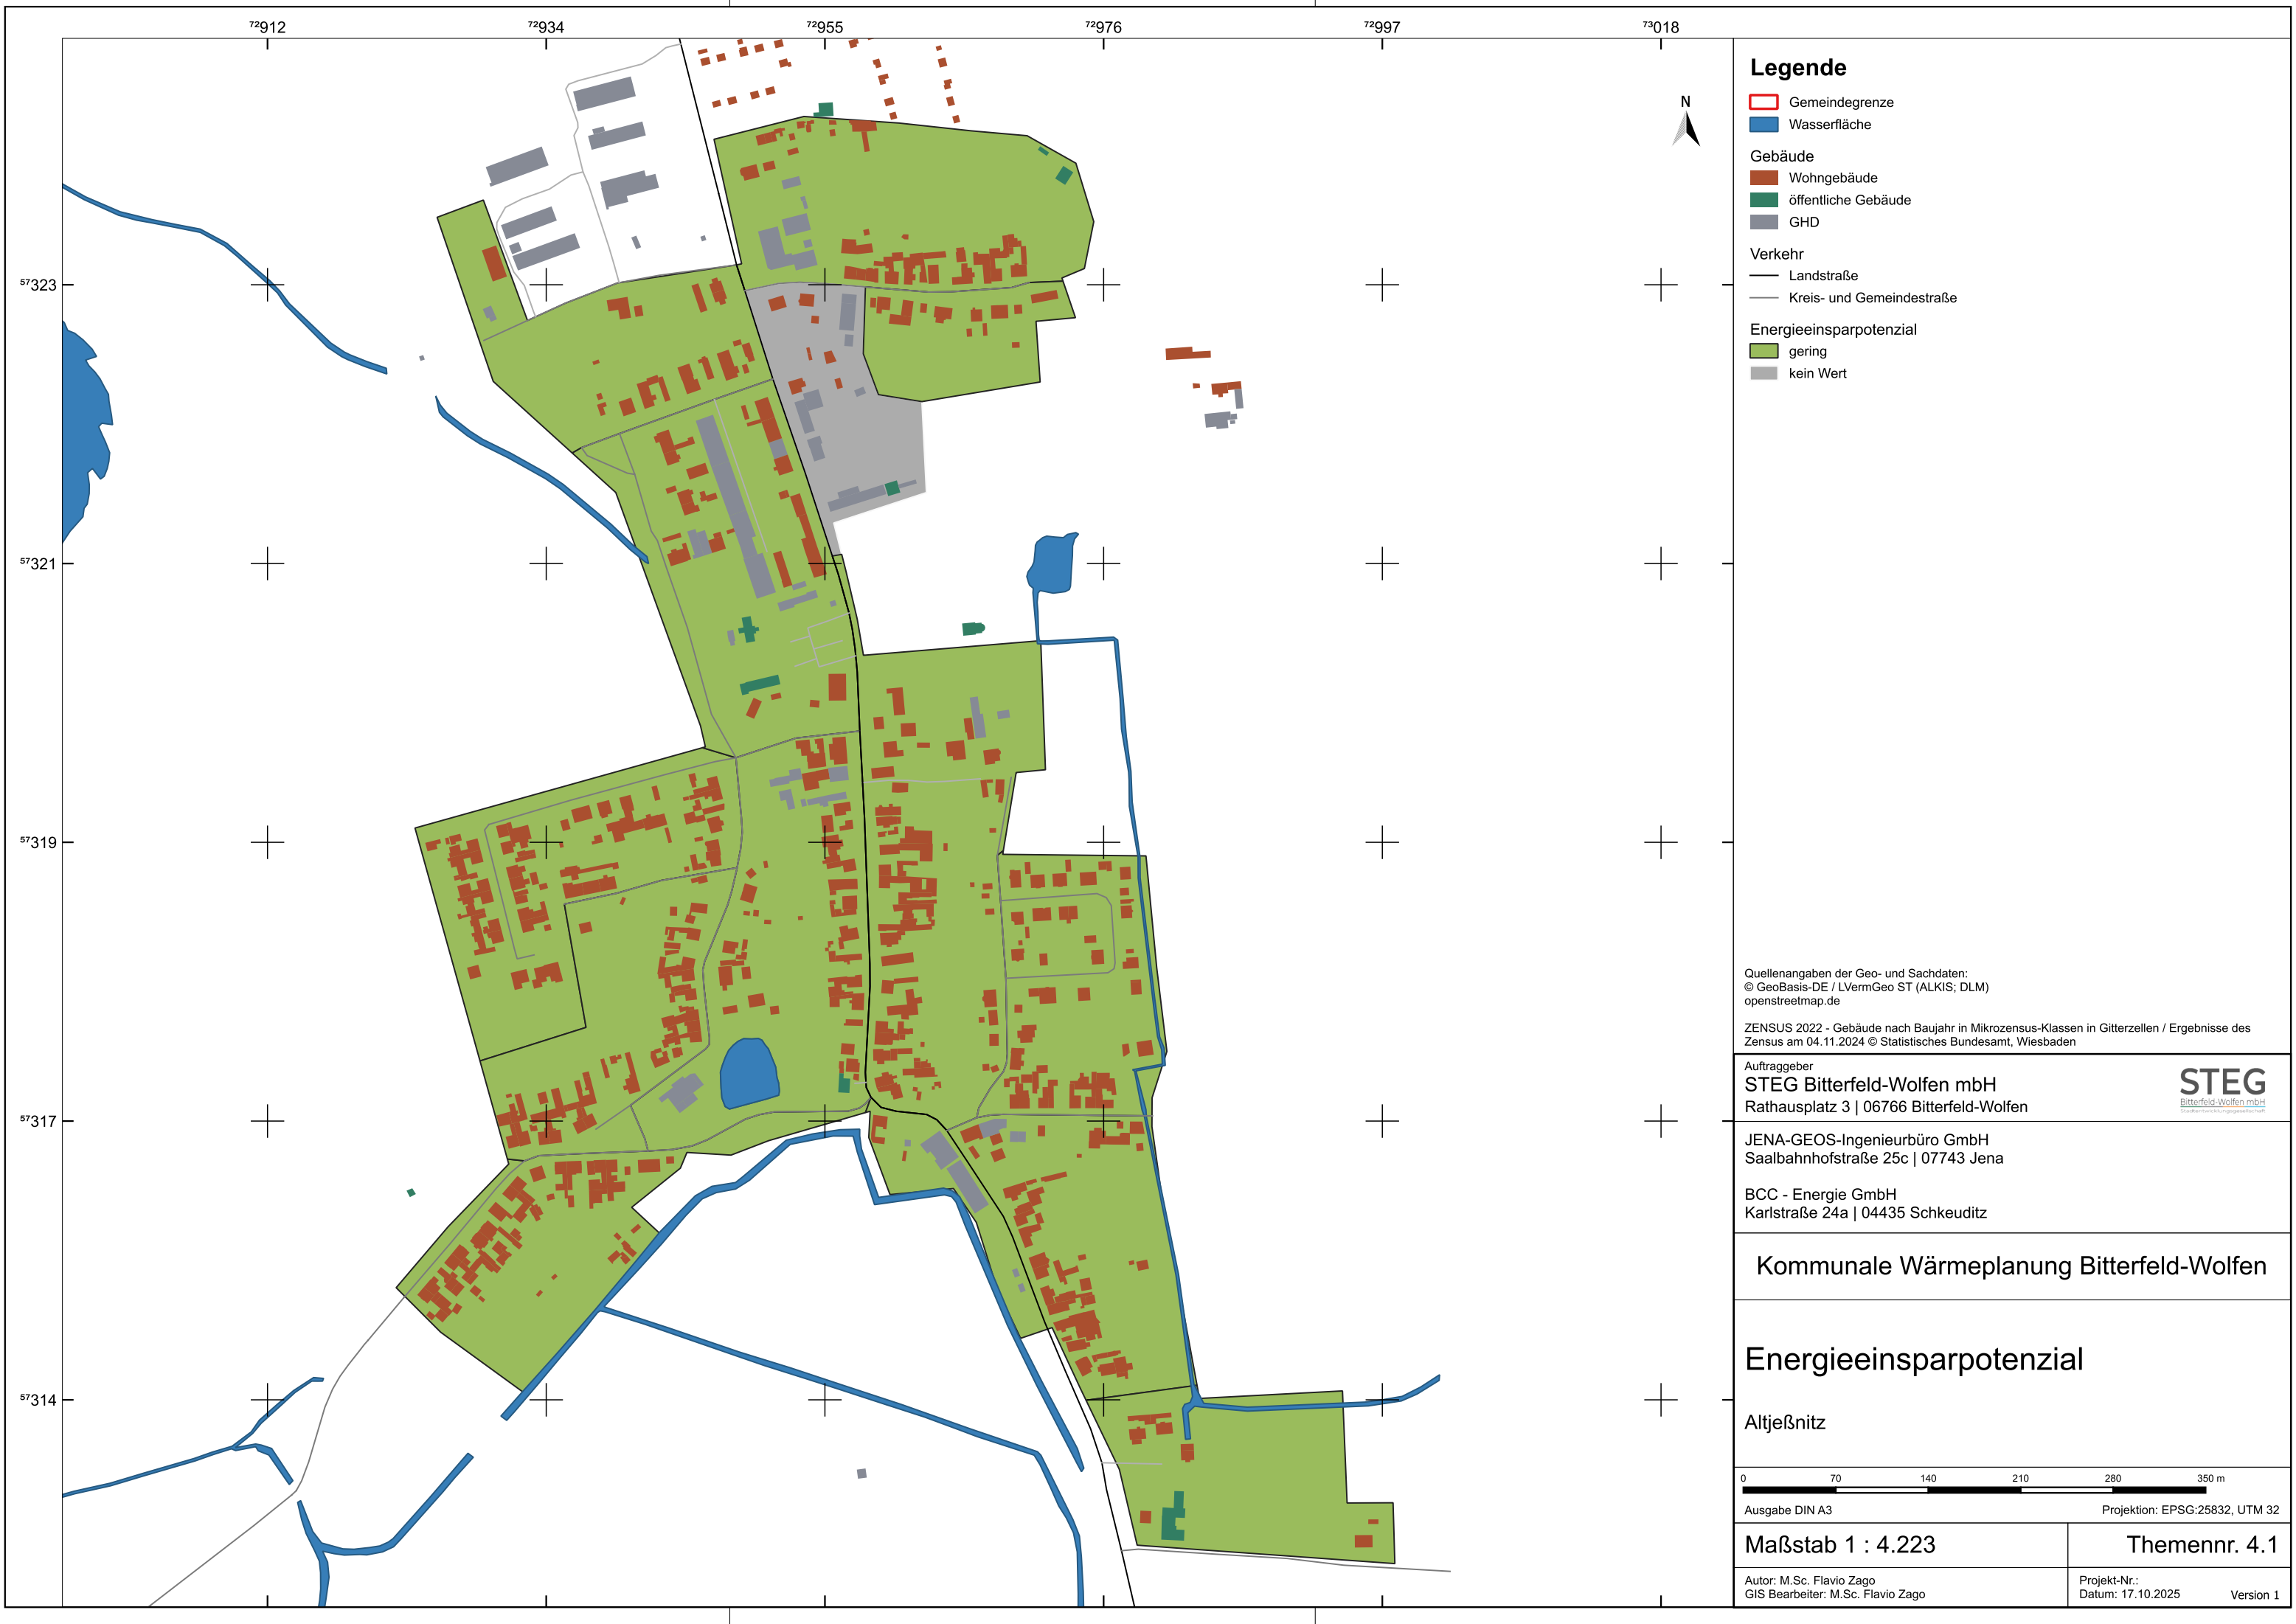 ⁷²912 ⁷²934 ⁷²955 ⁷²976 ⁷²997 ⁷³018
⁵⁷323
⁵⁷321
⁵⁷319
⁵⁷317
⁵⁷314
N
Legende
Gemeindegrenze
Wasserfläche
Gebäude
Wohngebäude
öffentliche Gebäude
GHD
Verkehr
Landstraße
Kreis- und Gemeindestraße
Energieeinsparpotenzial
gering
kein Wert
Quellenangaben der Geo- und Sachdaten:
© GeoBasis-DE / LVermGeo ST (ALKIS; DLM)
openstreetmap.de
ZENSUS 2022 - Gebäude nach Baujahr in Mikrozensus-Klassen in Gitterzellen / Ergebnisse des
Zensus am 04.11.2024 © Statistisches Bundesamt, Wiesbaden
Auftraggeber
STEG Bitterfeld-Wolfen mbH
Rathausplatz 3 | 06766 Bitterfeld-Wolfen
STEG
Bitterfeld-Wolfen mbH
Stadtentwicklungsgesellschaft
JENA-GEOS-Ingenieurbüro GmbH
Saalbahnhofstraße 25c | 07743 Jena
BCC - Energie GmbH
Karlstraße 24a | 04435 Schkeuditz
Kommunale Wärmeplanung Bitterfeld-Wolfen
Energieeinsparpotenzial
Altjeßnitz
0 70 140 210 280 350 m
Ausgabe DIN A3 Projektion: EPSG:25832, UTM 32
Maßstab 1 : 4.223 Themennr. 4.1
Autor: M.Sc. Flavio Zago
GIS Bearbeiter: M.Sc. Flavio Zago
Projekt-Nr.:
Datum: 17.10.2025 Version 1